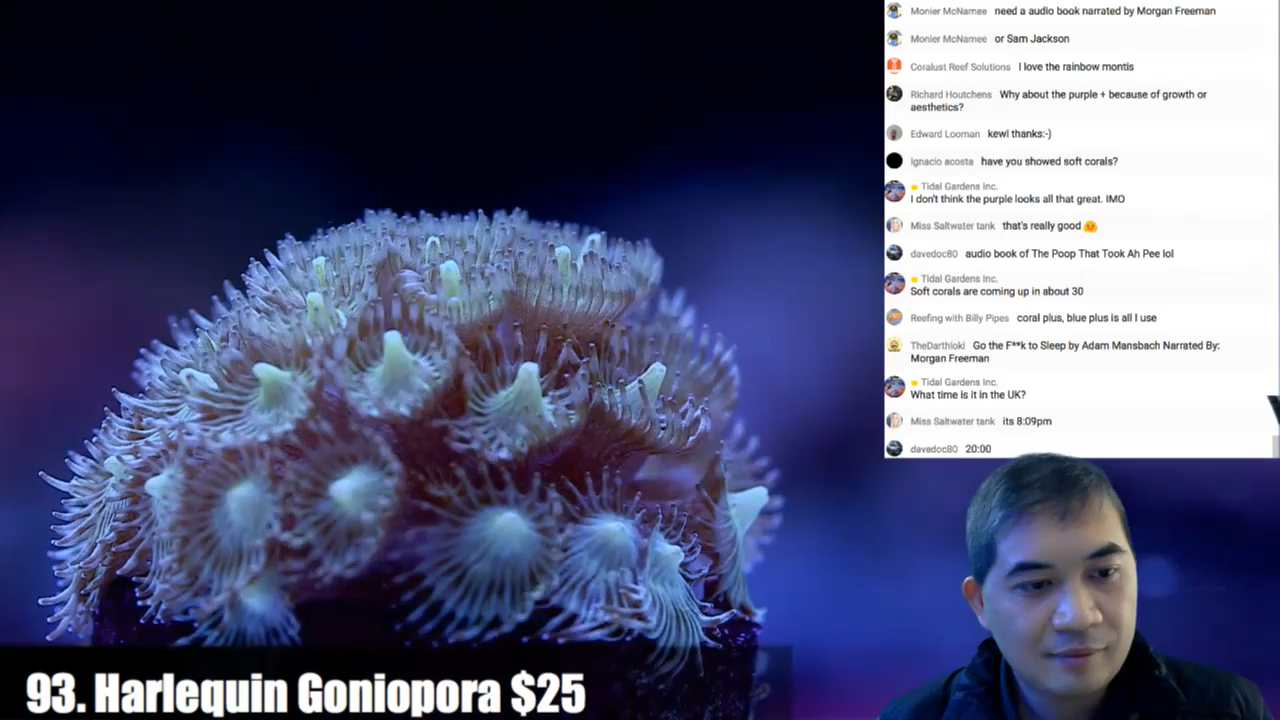 Monier McNamee need a audio book narrated by Morgan Freeman
Monier McNamee or Sam Jackson
Coralust Reef Solutions I love the rainbow montis
Richard Houtchens Why about the purple + because of growth or
aesthetics?
Edward Looman kewl thanks:-)
Ignacio acosta have you showed soft corals?
Tidal Gardens Inc.
I don't think the purple looks all that great. IMO
Miss Saltwater tank that's really good
davedoc80 audio book of The Poop That Took Ah Pee lol
Tidal Gardens Inc.
Soft corals are coming up in about 30
Reefing with Billy Pipes coral plus, blue plus is all I use
TheDarthloki Go the F**k to Sleep by Adam Mansbach Narrated By:
Morgan Freeman
Tidal Gardens Inc.
What time is it in the UK?
Miss Saltwater tank its 8:09pm
davedoc80 20:00
93. Harlequin Goniopora $25